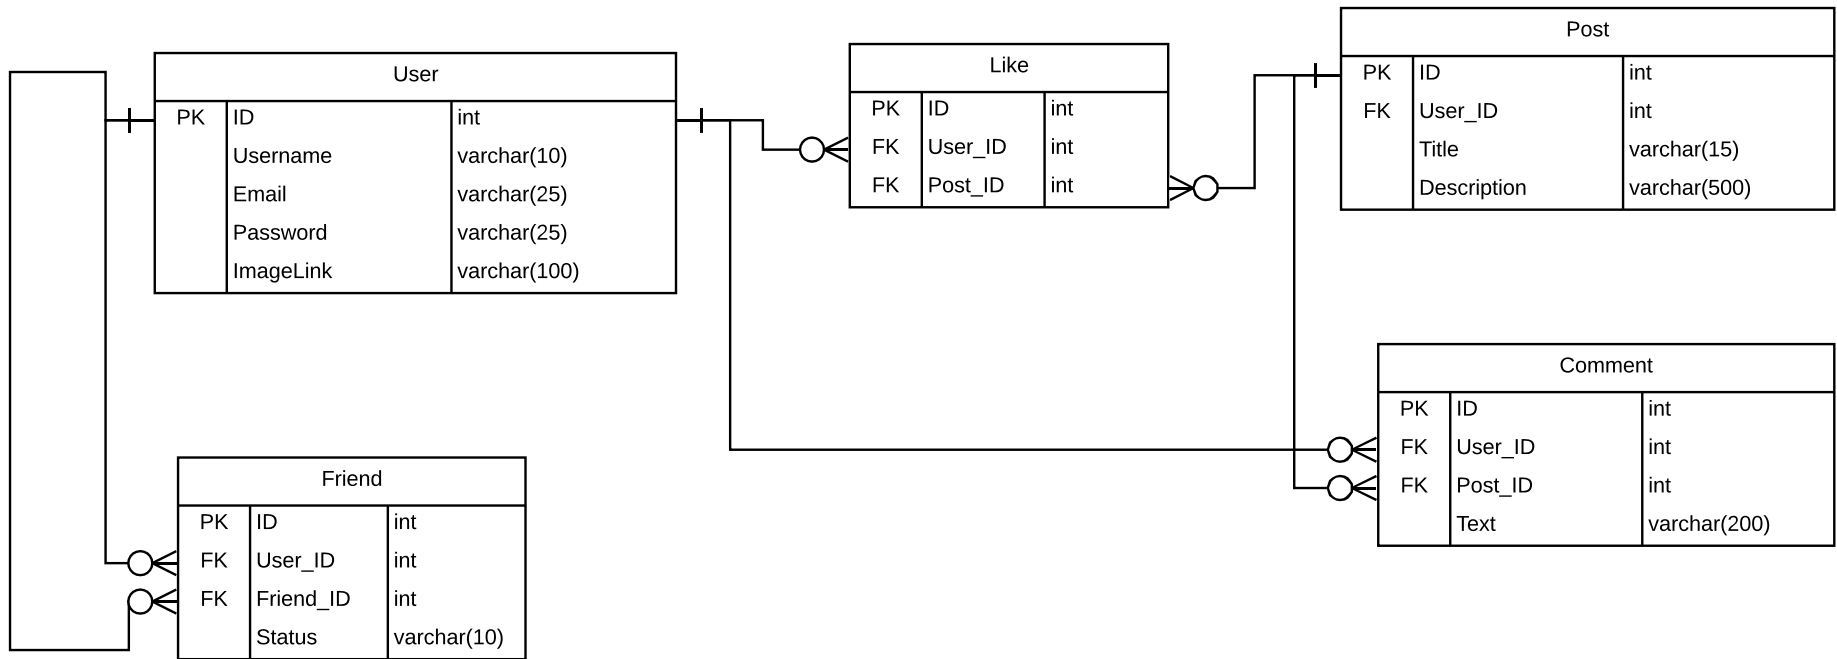 User
PK ID int
Username varchar(10)
Email varchar(25)
Password varchar(25)
ImageLink varchar(100)
Like
PK ID int
FK User_ID int
FK Post_ID int
Post
PK ID int
FK User_ID int
Title varchar(15)
Description varchar(500)
Friend
PK ID int
FK User_ID int
FK Friend_ID int
Status varchar(10)
Comment
PK ID int
FK User_ID int
FK Post_ID int
Text varchar(200)